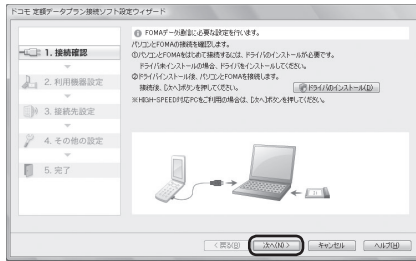 ドコモ 定額データプラン接続ソフト設定ウィザード
1. 接続確認
2. 利用機器設定
3. 接続先設定
4. その他の設定
5. 完了
FOMAデータ通信に必要な設定を行います。
パソコンとFOMAの接続を確認します。
①パソコンとFOMAをはじめて接続するには、ドライバのインストールが必要です。
ドライバ未インストールの場合、ドライバをインストールしてください。
②ドライバインストール後、パソコンとFOMAを接続します。
接続後、[次へ]ボタンを押してください。
ドライバのインストール(D)
※HIGH-SPEED対応PCをご利用の場合は、[次へ]ボタンを押してください。
< 戻る(B)
次へ(N) >
キャンセル
ヘルプ(H)